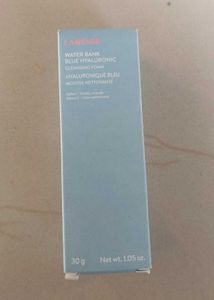 LANEIGE
WATER BANK
BLUE HYALURONIC
CLEANSING FOAM
HYALURONIQUE BLEU
MOUSSE NETTOYANTE
30 g Net wt. 1.05 oz.